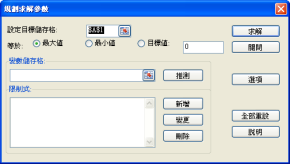 規劃求解參數
設定目標儲存格: $A$1 求解
等於: 最大值 最小值 目標值: 0 關閉
變數儲存格
推測 選項
限制式:
新增
變更 全部重設
刪除 說明